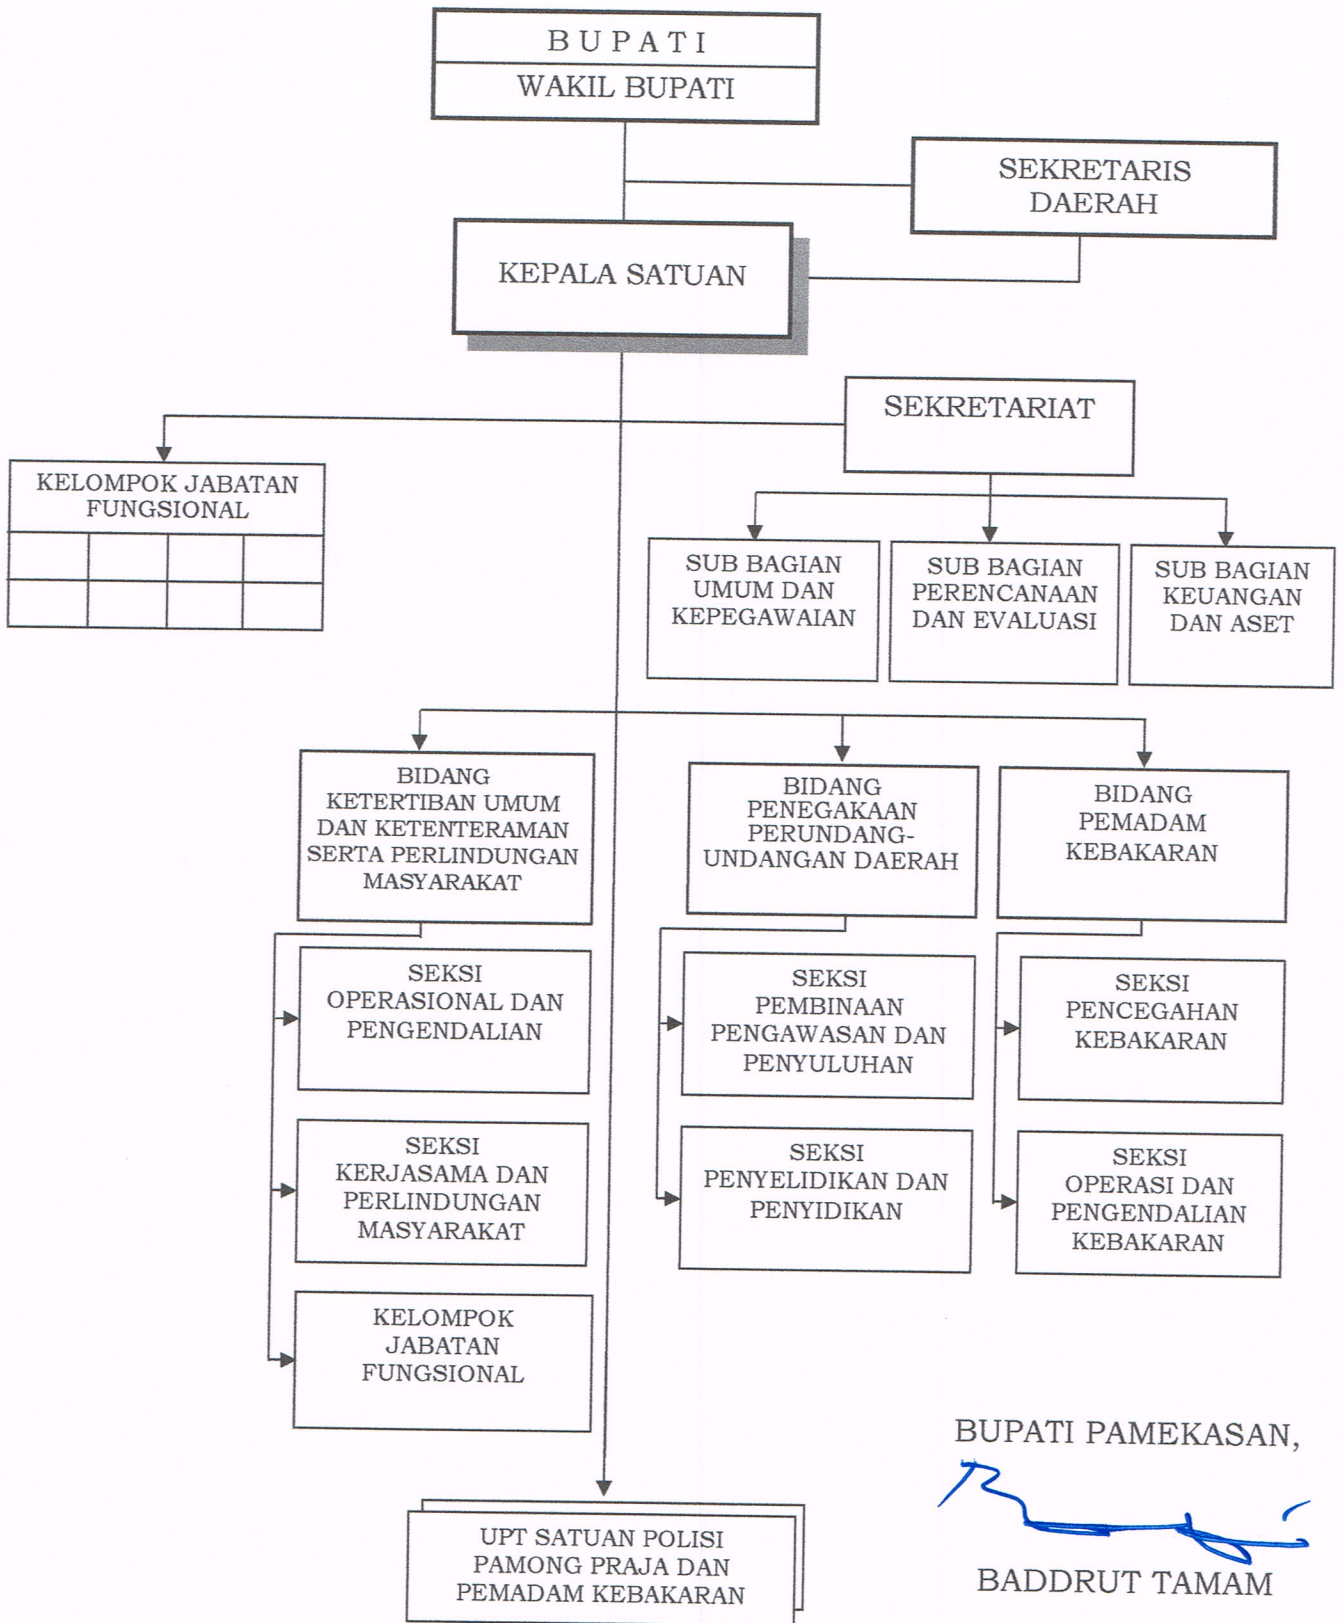 B U P A T I
WAKIL BUPATI
SEKRETARIS
DAERAH
KEPALA SATUAN
SEKRETARIAT
KELOMPOK JABATAN
FUNGSIONAL
SUB BAGIAN
UMUM DAN
KEPEGAWAIAN
SUB BAGIAN
PERENCANAAN
DAN EVALUASI
SUB BAGIAN
KEUANGAN
DAN ASET
BIDANG
KETERTIBAN UMUM
DAN KETENTERAMAN
SERTA PERLINDUNGAN
MASYARAKAT
BIDANG
PENEGAKAAN
PERUNDANG-
UNDANGAN DAERAH
BIDANG
PEMADAM
KEBAKARAN
SEKSI
OPERASIONAL DAN
PENGENDALIAN
SEKSI
PEMBINAAN
PENGAWASAN DAN
PENYULUHAN
SEKSI
PENCEGAHAN
KEBAKARAN
SEKSI
KERJASAMA DAN
PERLINDUNGAN
MASYARAKAT
SEKSI
PENYELIDIKAN DAN
PENYIDIKAN
SEKSI
OPERASI DAN
PENGENDALIAN
KEBAKARAN
KELOMPOK
JABATAN
FUNGSIONAL
UPT SATUAN POLISI
PAMONG PRAJA DAN
PEMADAM KEBAKARAN
BUPATI PAMEKASAN,
BADDRUT TAMAM